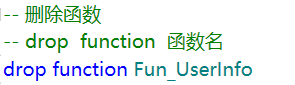 -- 删除函数
-- drop  function  函数名
drop function Fun_UserInfo